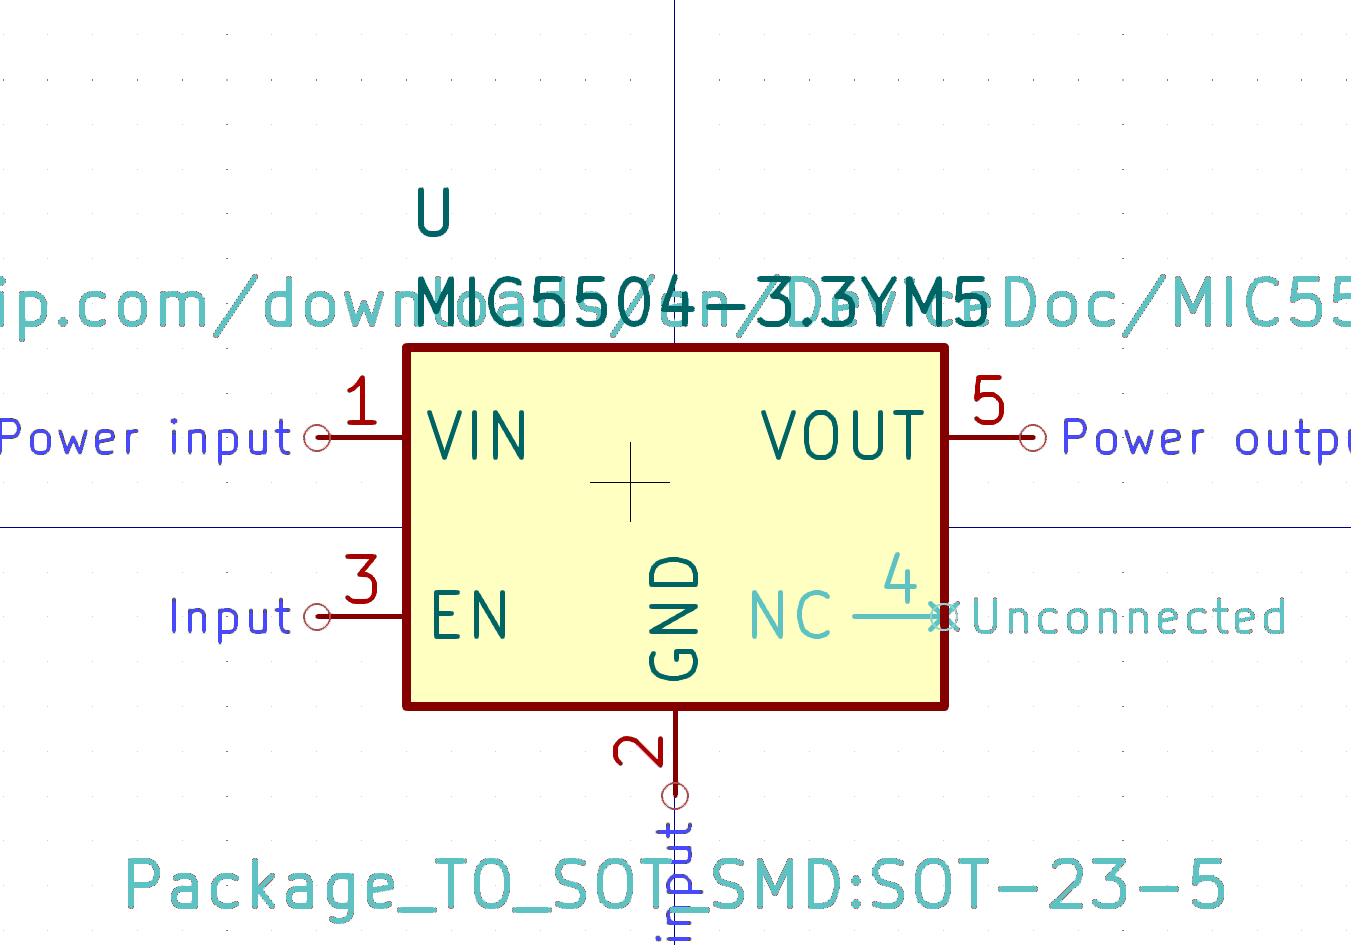 U
ip.com/downloads/en/DeviceDoc/MIC55
MIC5504-3.3YM5
1
5
Power input
VIN
VOUT
Power outpu
3
4
Input
EN
GND
NC
Unconnected
2
input
Package_TO_SOT_SMD:SOT-23-5